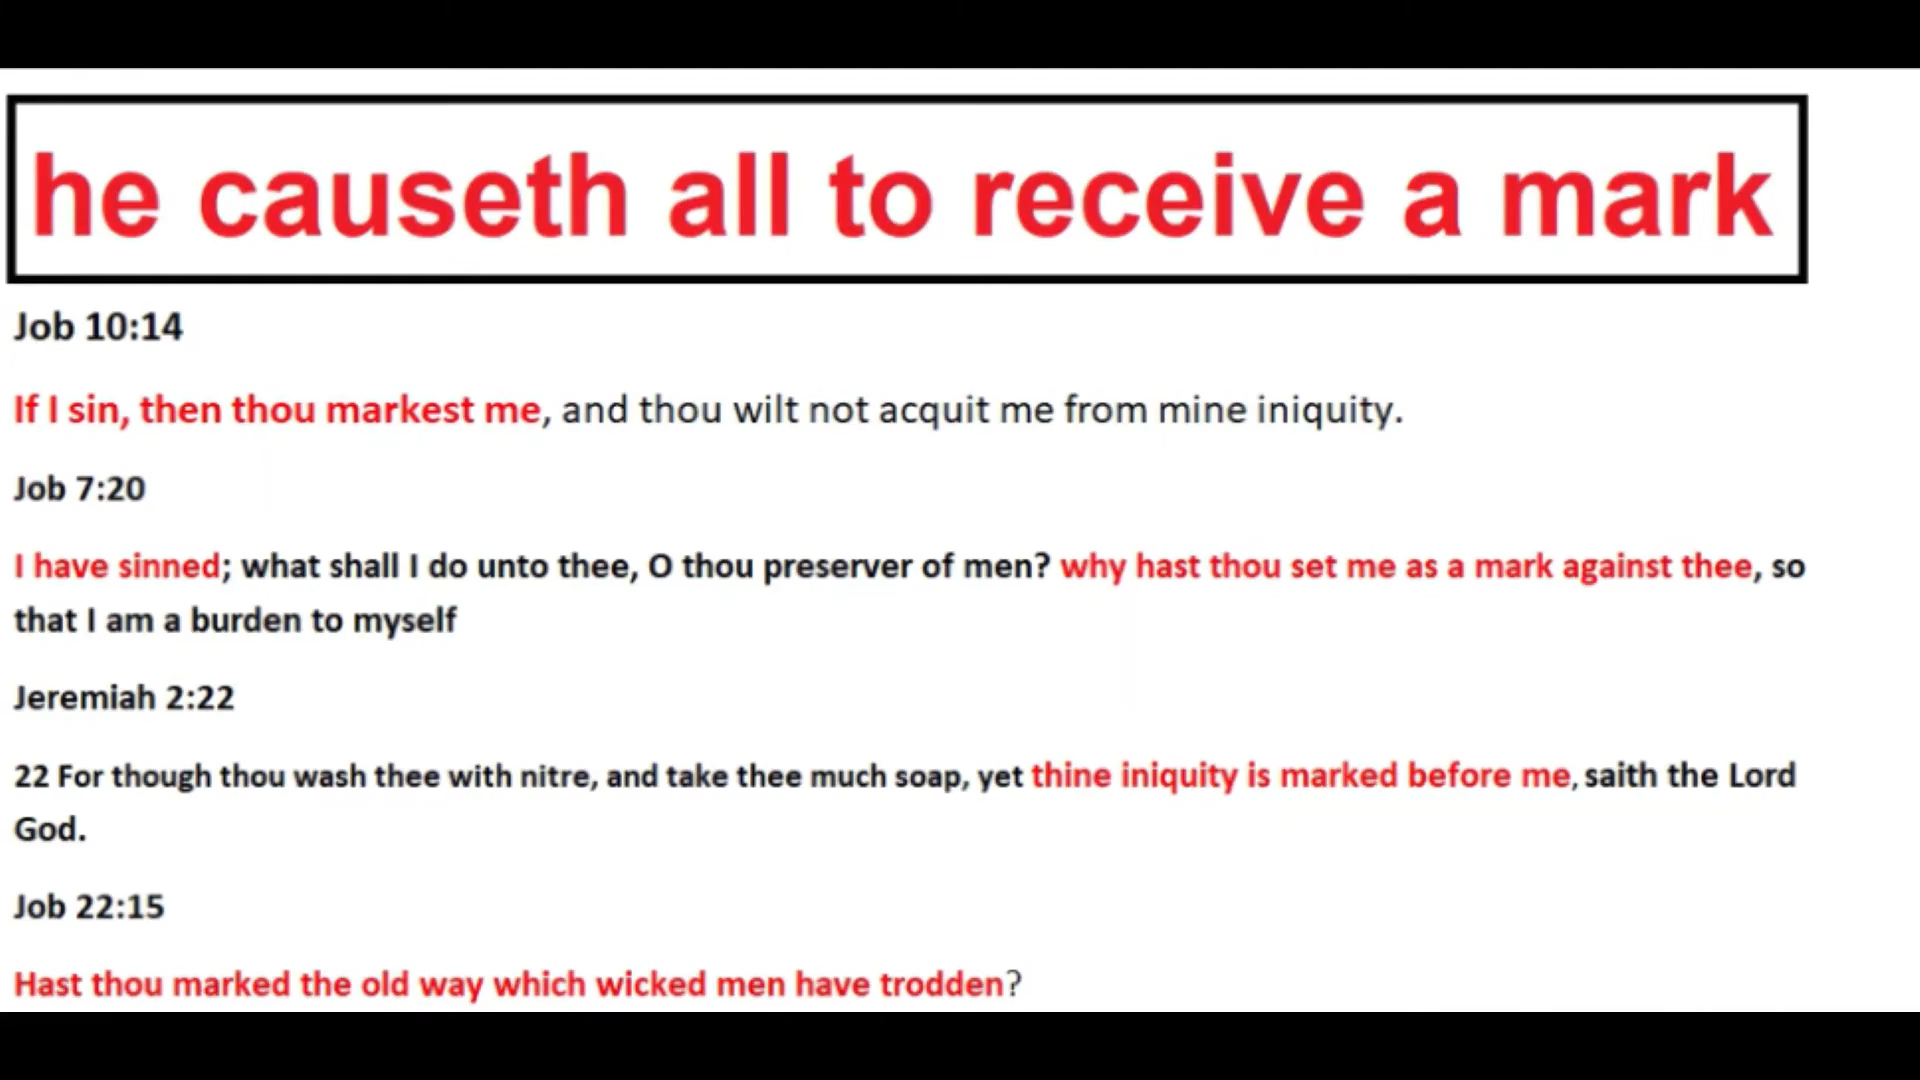 he causeth all to receive a mark
Job 10:14
If I sin, then thou markest me, and thou wilt not acquit me from mine iniquity.
Job 7:20
I have sinned; what shall I do unto thee, O thou preserver of men? why hast thou set me as a mark against thee, so
that I am a burden to myself
Jeremiah 2:22
22 For though thou wash thee with nitre, and take thee much soap, yet thine iniquity is marked before me, saith the Lord
God.
Job 22:15
Hast thou marked the old way which wicked men have trodden?